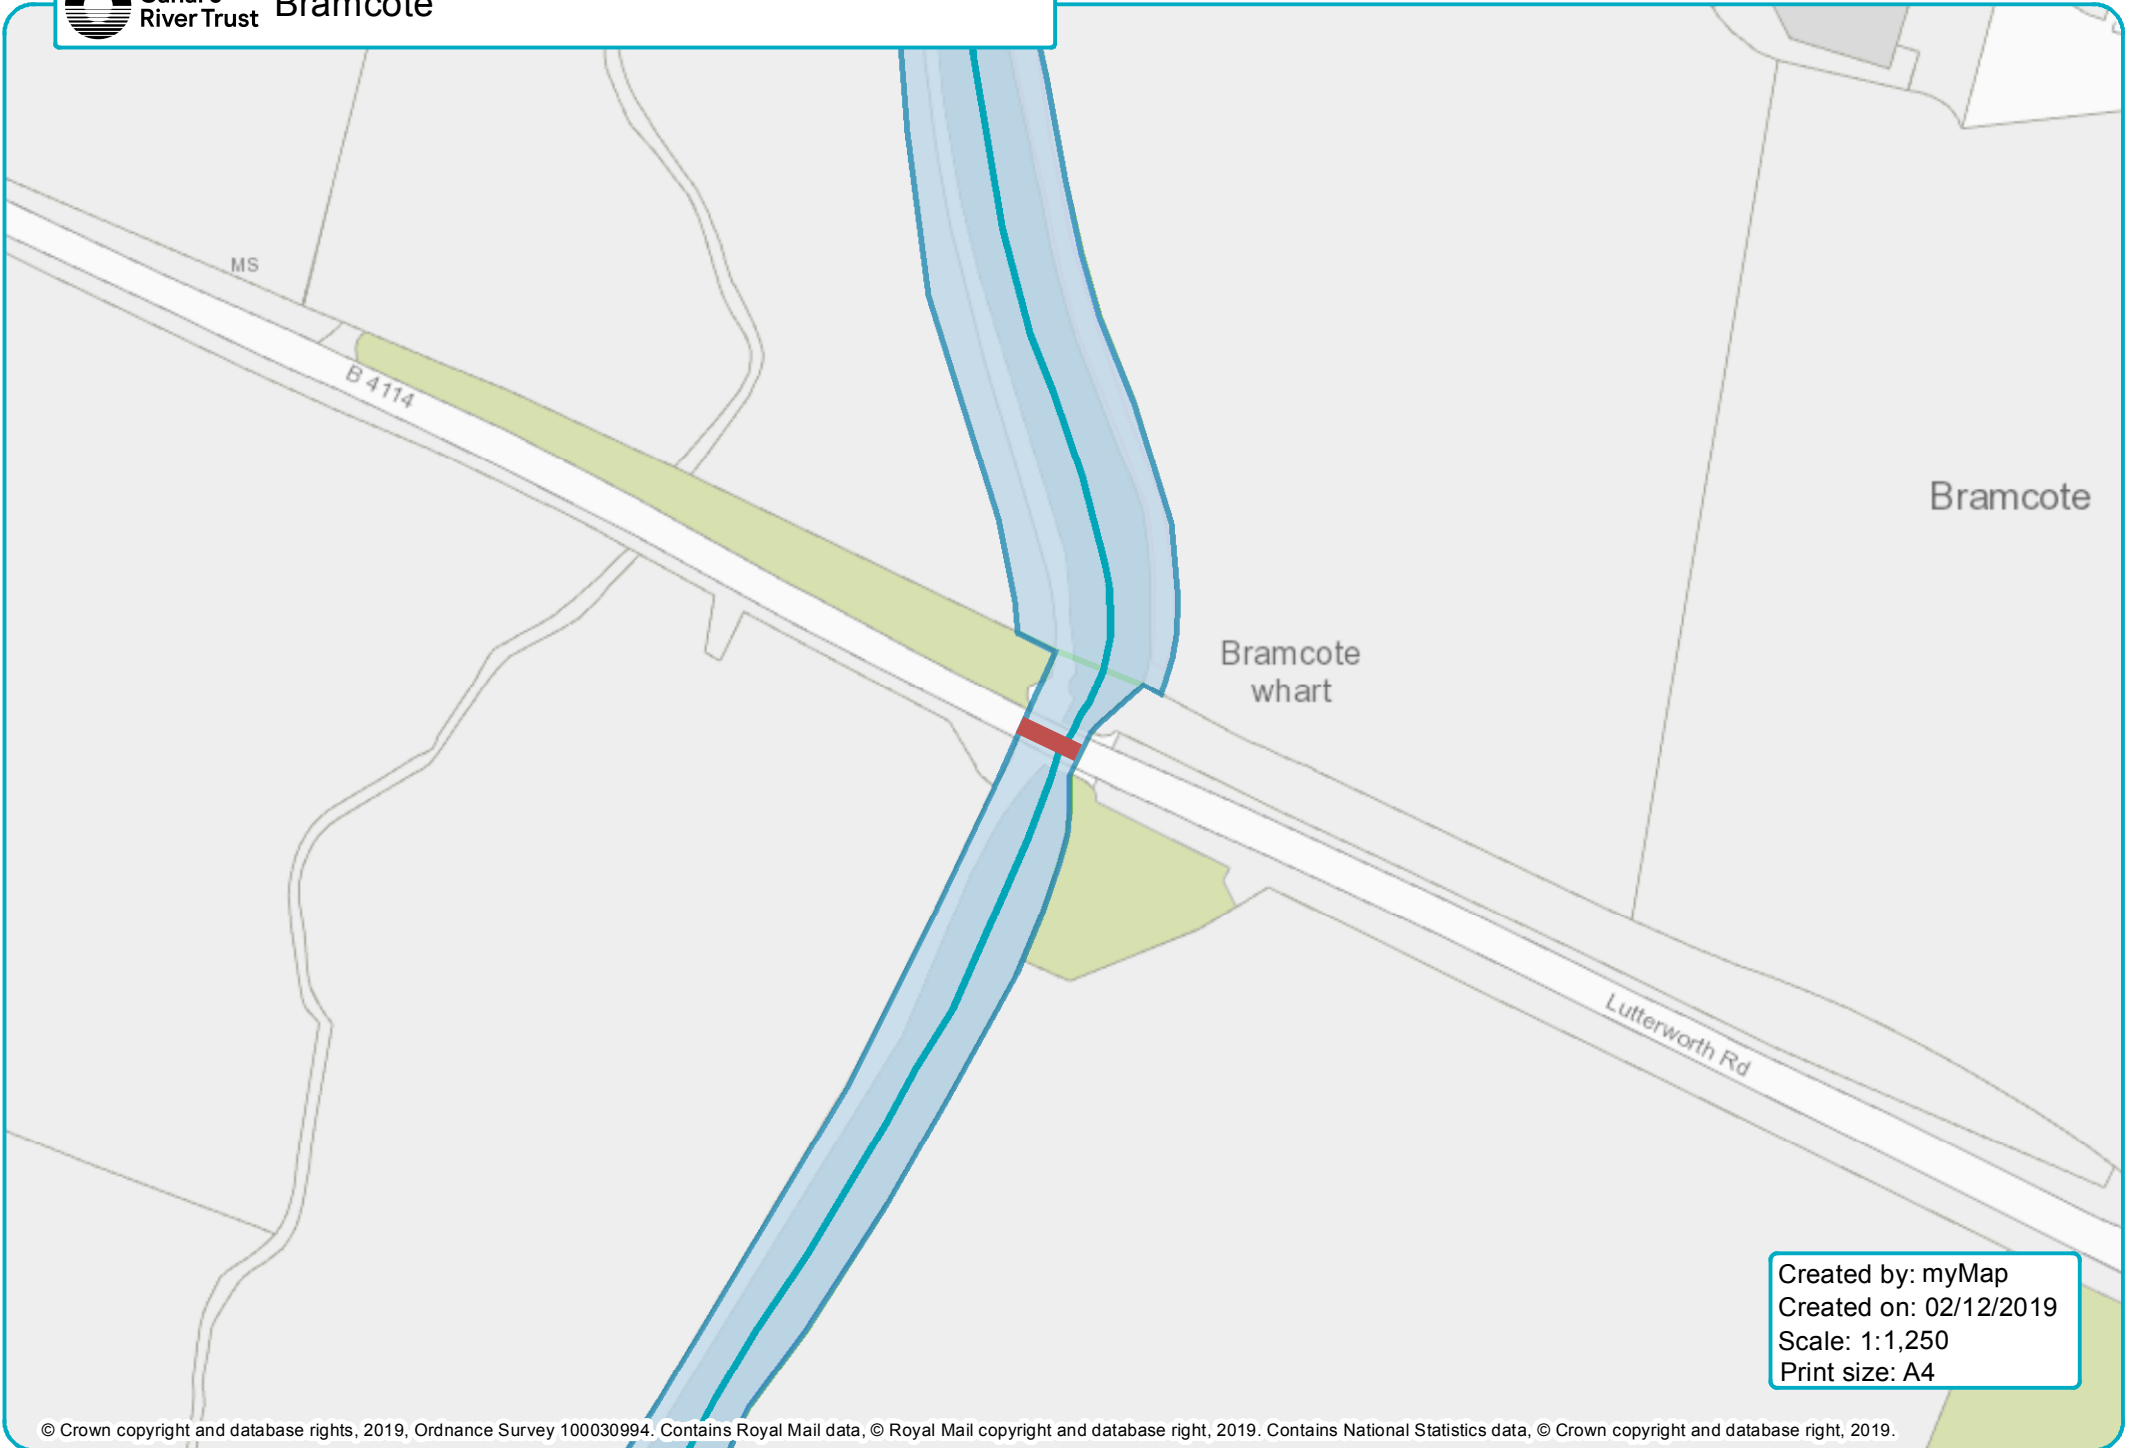 River Trust
Bramcote
MS
B 4114
Bramcote
Bramcote
whart
Lutterworth Rd
Created by: myMap
Created on: 02/12/2019
Scale: 1:1,250
Print size: A4
© Crown copyright and database rights, 2019, Ordnance Survey 100030994. Contains Royal Mail data, © Royal Mail copyright and database right, 2019. Contains National Statistics data, © Crown copyright and database right, 2019.